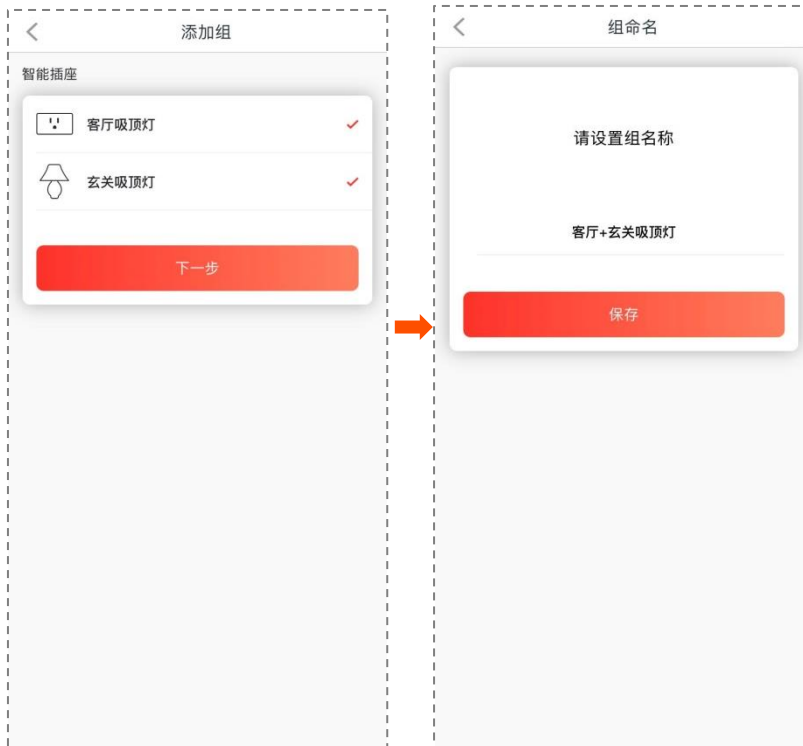 添加组
智能插座
客厅吸顶灯
玄关吸顶灯
下一步
组命名
请设置组名称
客厅+玄关吸顶灯
保存